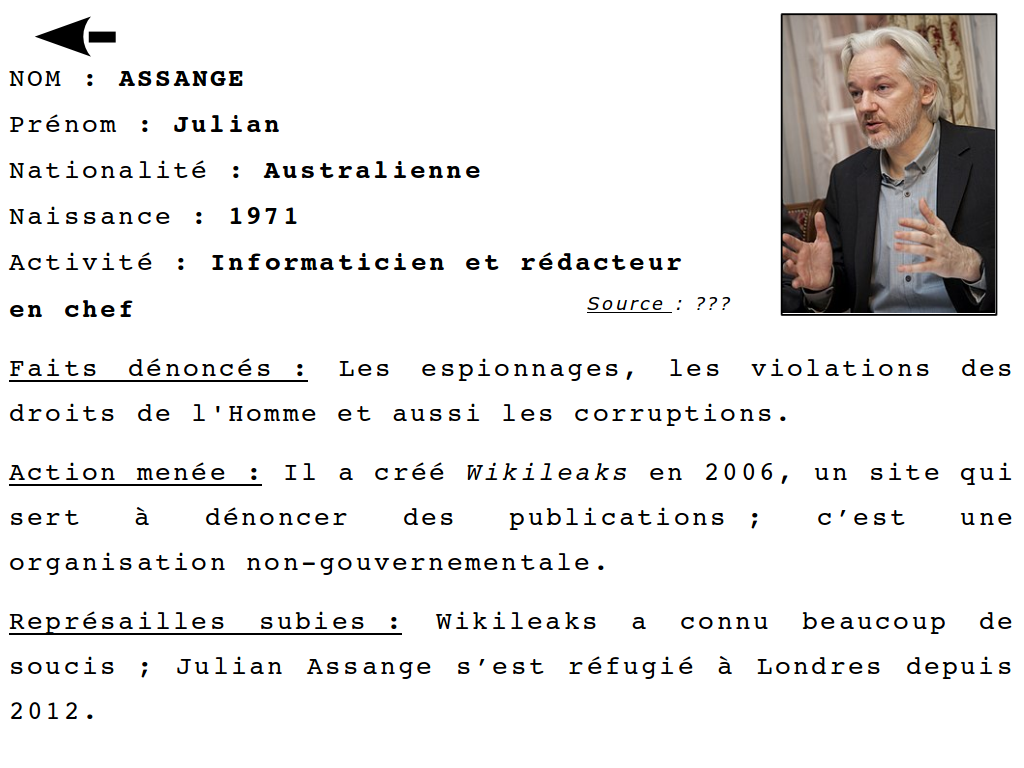 NOM : ASSANGE
Prénom : Julian
Nationalité : Australienne
Naissance : 1971
Activité : Informaticien et rédacteur
en chef
Source : ???
Faits dénoncés : Les espionnages, les violations des
droits de l'Homme et aussi les corruptions.
Action menée : Il a créé Wikileaks en 2006, un site qui
sert à dénoncer des publications ; c’est une
organisation non-gouvernementale.
Représailles subies : Wikileaks a connu beaucoup de
soucis ; Julian Assange s’est réfugié à Londres depuis
2012.